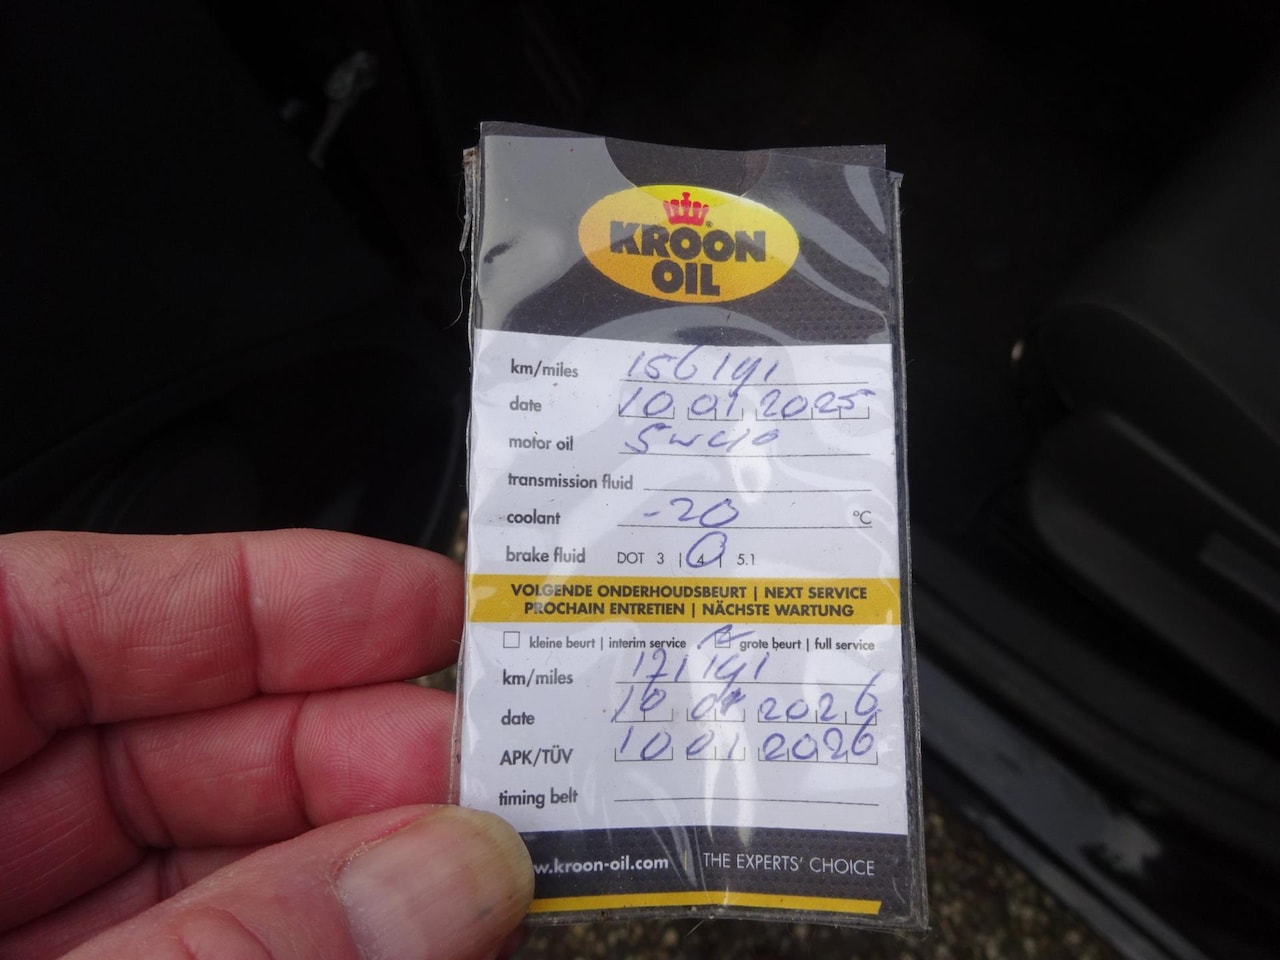 KROON
OIL
km/miles 156191
date 10 01 2025
motor oil 5w40
transmission fluid
coolant -20 °C
brake fluid DOT 3 | 4 | 5.1
VOLGENDE ONDERHOUDSBEURT | NEXT SERVICE
PROCHAIN ENTRETIEN | NÄCHSTE WARTUNG
kleine beurt | interim service grote beurt | full service
km/miles 171191
date 10 01 2026
APK/TÜV 10 01 2026
timing belt
w.kroon-oil.com | THE EXPERTS' CHOICE